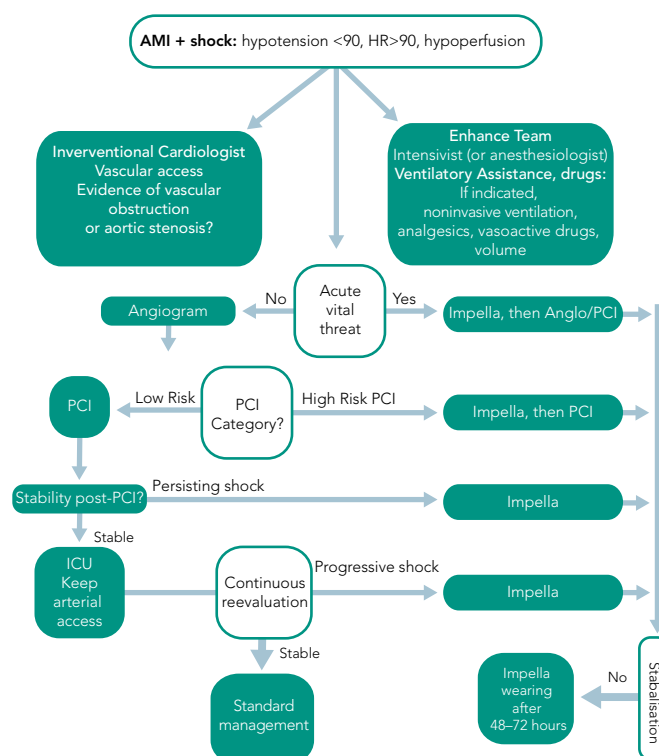 AMI + shock: hypotension <90, HR>90, hypoperfusion
Inverventional Cardiologist
Vascular access
Evidence of vascular
obstruction
or aortic stenosis?
Enhance Team
Intensivist (or anesthesiologist)
Ventilatory Assistance, drugs:
If indicated,
noninvasive ventilation,
analgesics, vasoactive drugs,
volume
Angiogram
No
Acute
vital
threat
Yes
Impella, then Anglo/PCI
PCI
Low Risk
PCI
Category?
High Risk PCI
Impella, then PCI
Stability post-PCI?
Persisting shock
Impella
Stable
ICU
Keep
arterial
access
Continuous
reevaluation
Progressive shock
Impella
Stable
Standard
management
Impella
wearing
after
48–72 hours
No
Stabalisation